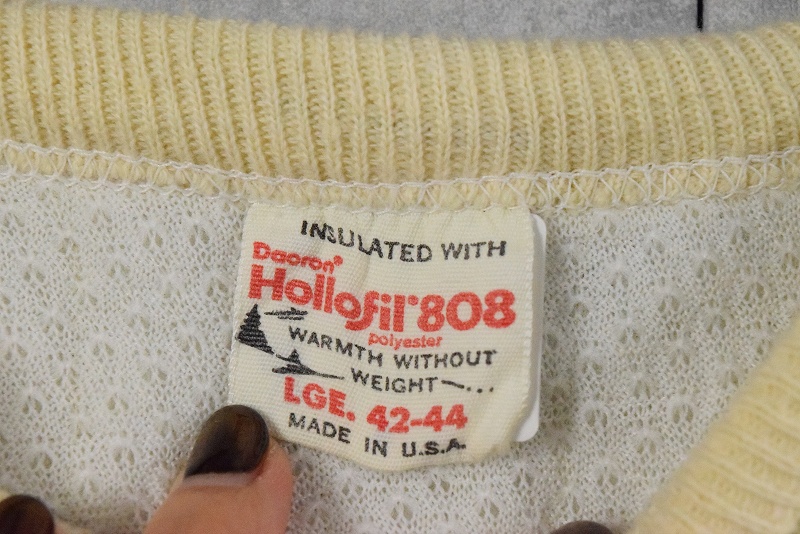 INSULATED WITH
Dacron®
Hollofil® 808
polyester
WARMTH WITHOUT
WEIGHT~...
LGE. 42-44
MADE IN U.S.A.